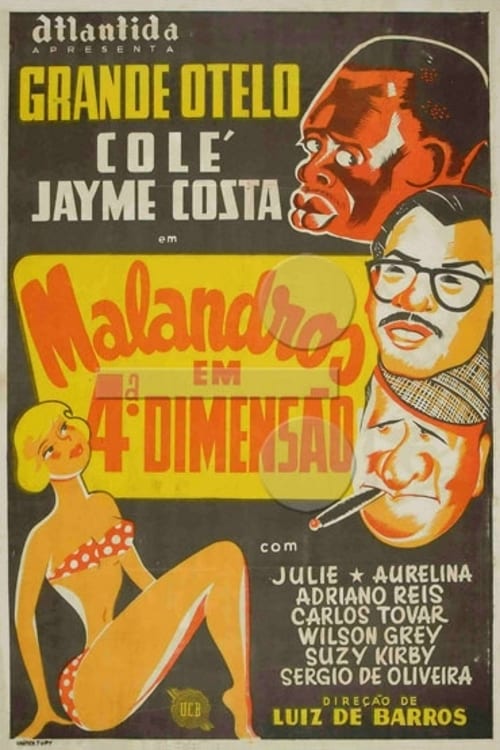 Atlantida
APRESENTA
GRANDE OTELO
COLÉ
JAYME COSTA
em
Malandros
EM
4ª DIMENSÃO
com
JULIE ★ AURELINA
ADRIANO REIS
CARLOS TOVAR
WILSON GREY
SUZY KIRBY
SERGIO DE OLIVEIRA
DIREÇÃO DE
LUIZ DE BARROS
UCB